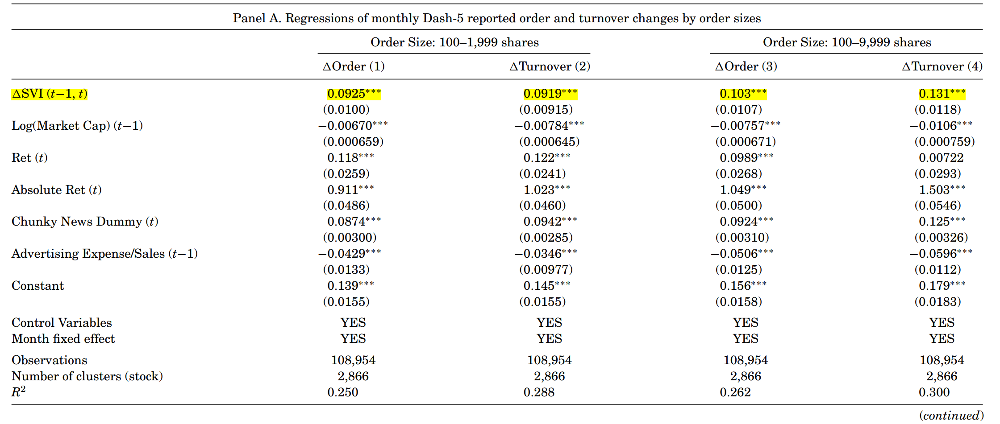 Panel A. Regressions of monthly Dash-5 reported order and turnover changes by order sizes
Order Size: 100–1,999 shares Order Size: 100–9,999 shares
ΔOrder (1) ΔTurnover (2) ΔOrder (3) ΔTurnover (4)
ΔSVI (t−1, t) 0.0925*** 0.0919*** 0.103*** 0.131***
(0.0100) (0.00915) (0.0107) (0.0118)
Log(Market Cap) (t−1) −0.00670*** −0.00784*** −0.00757*** −0.0106***
(0.000659) (0.000645) (0.000671) (0.000759)
Ret (t) 0.118*** 0.122*** 0.0989*** 0.00722
(0.0259) (0.0241) (0.0268) (0.0293)
Absolute Ret (t) 0.911*** 1.023*** 1.049*** 1.503***
(0.0486) (0.0460) (0.0500) (0.0546)
Chunky News Dummy (t) 0.0874*** 0.0942*** 0.0924*** 0.125***
(0.00300) (0.00285) (0.00310) (0.00326)
Advertising Expense/Sales (t−1) −0.0429*** −0.0346*** −0.0506*** −0.0596***
(0.0133) (0.00977) (0.0125) (0.0112)
Constant 0.139*** 0.145*** 0.156*** 0.179***
(0.0155) (0.0155) (0.0158) (0.0183)
Control Variables YES YES YES YES
Month fixed effect YES YES YES YES
Observations 108,954 108,954 108,954 108,954
Number of clusters (stock) 2,866 2,866 2,866 2,866
R² 0.250 0.288 0.262 0.300
(continued)